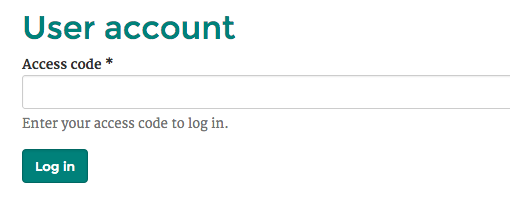 User account
Access code *
Enter your access code to log in.
Log in